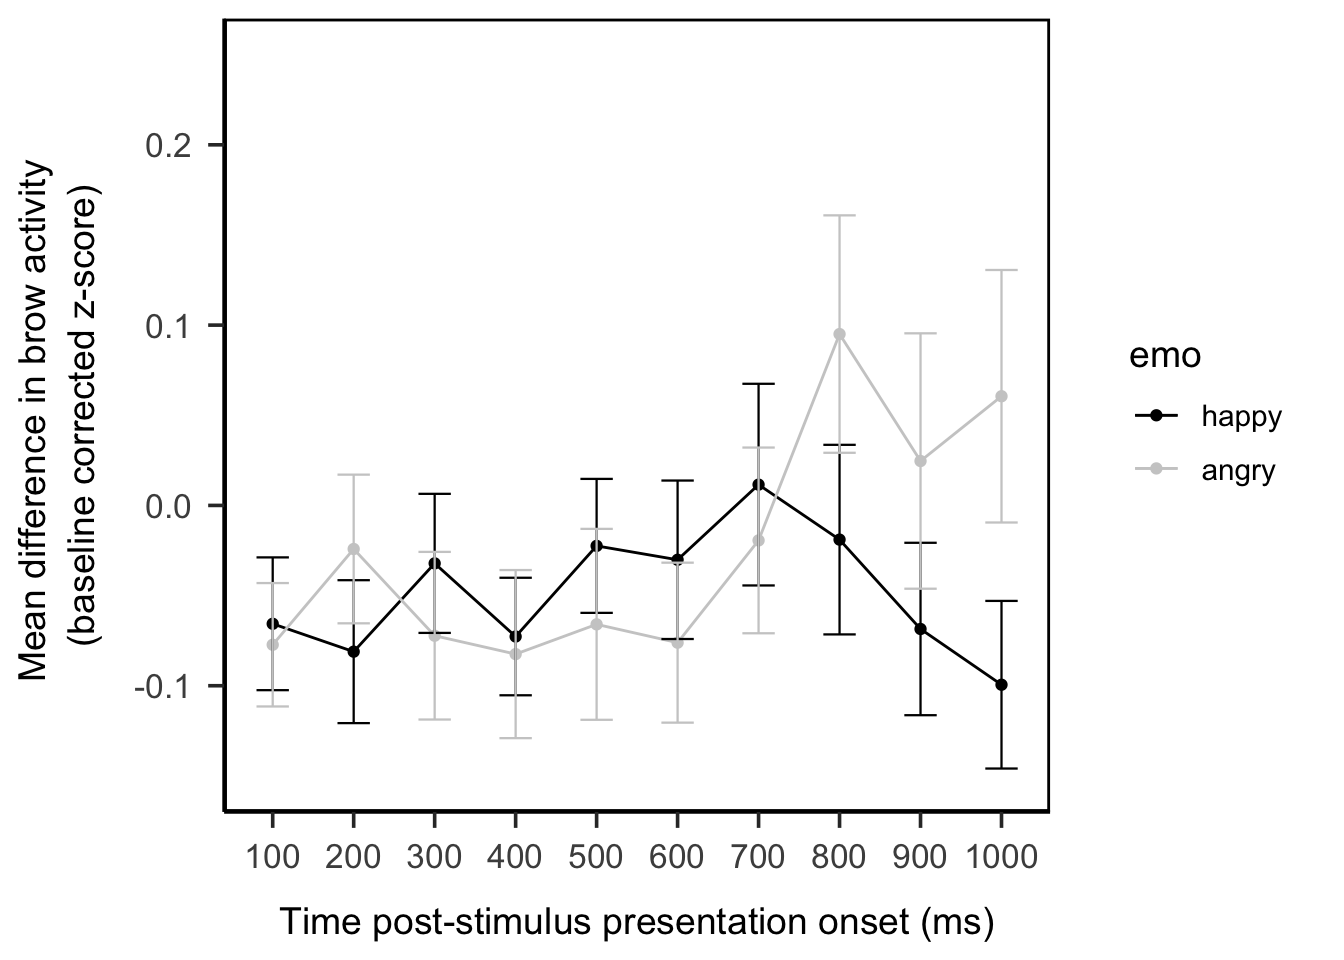 Mean difference in brow activity
(baseline corrected z-score)
0.2
0.1
0.0
-0.1
100 200 300 400 500 600 700 800 900 1000
Time post-stimulus presentation onset (ms)
emo
happy
angry